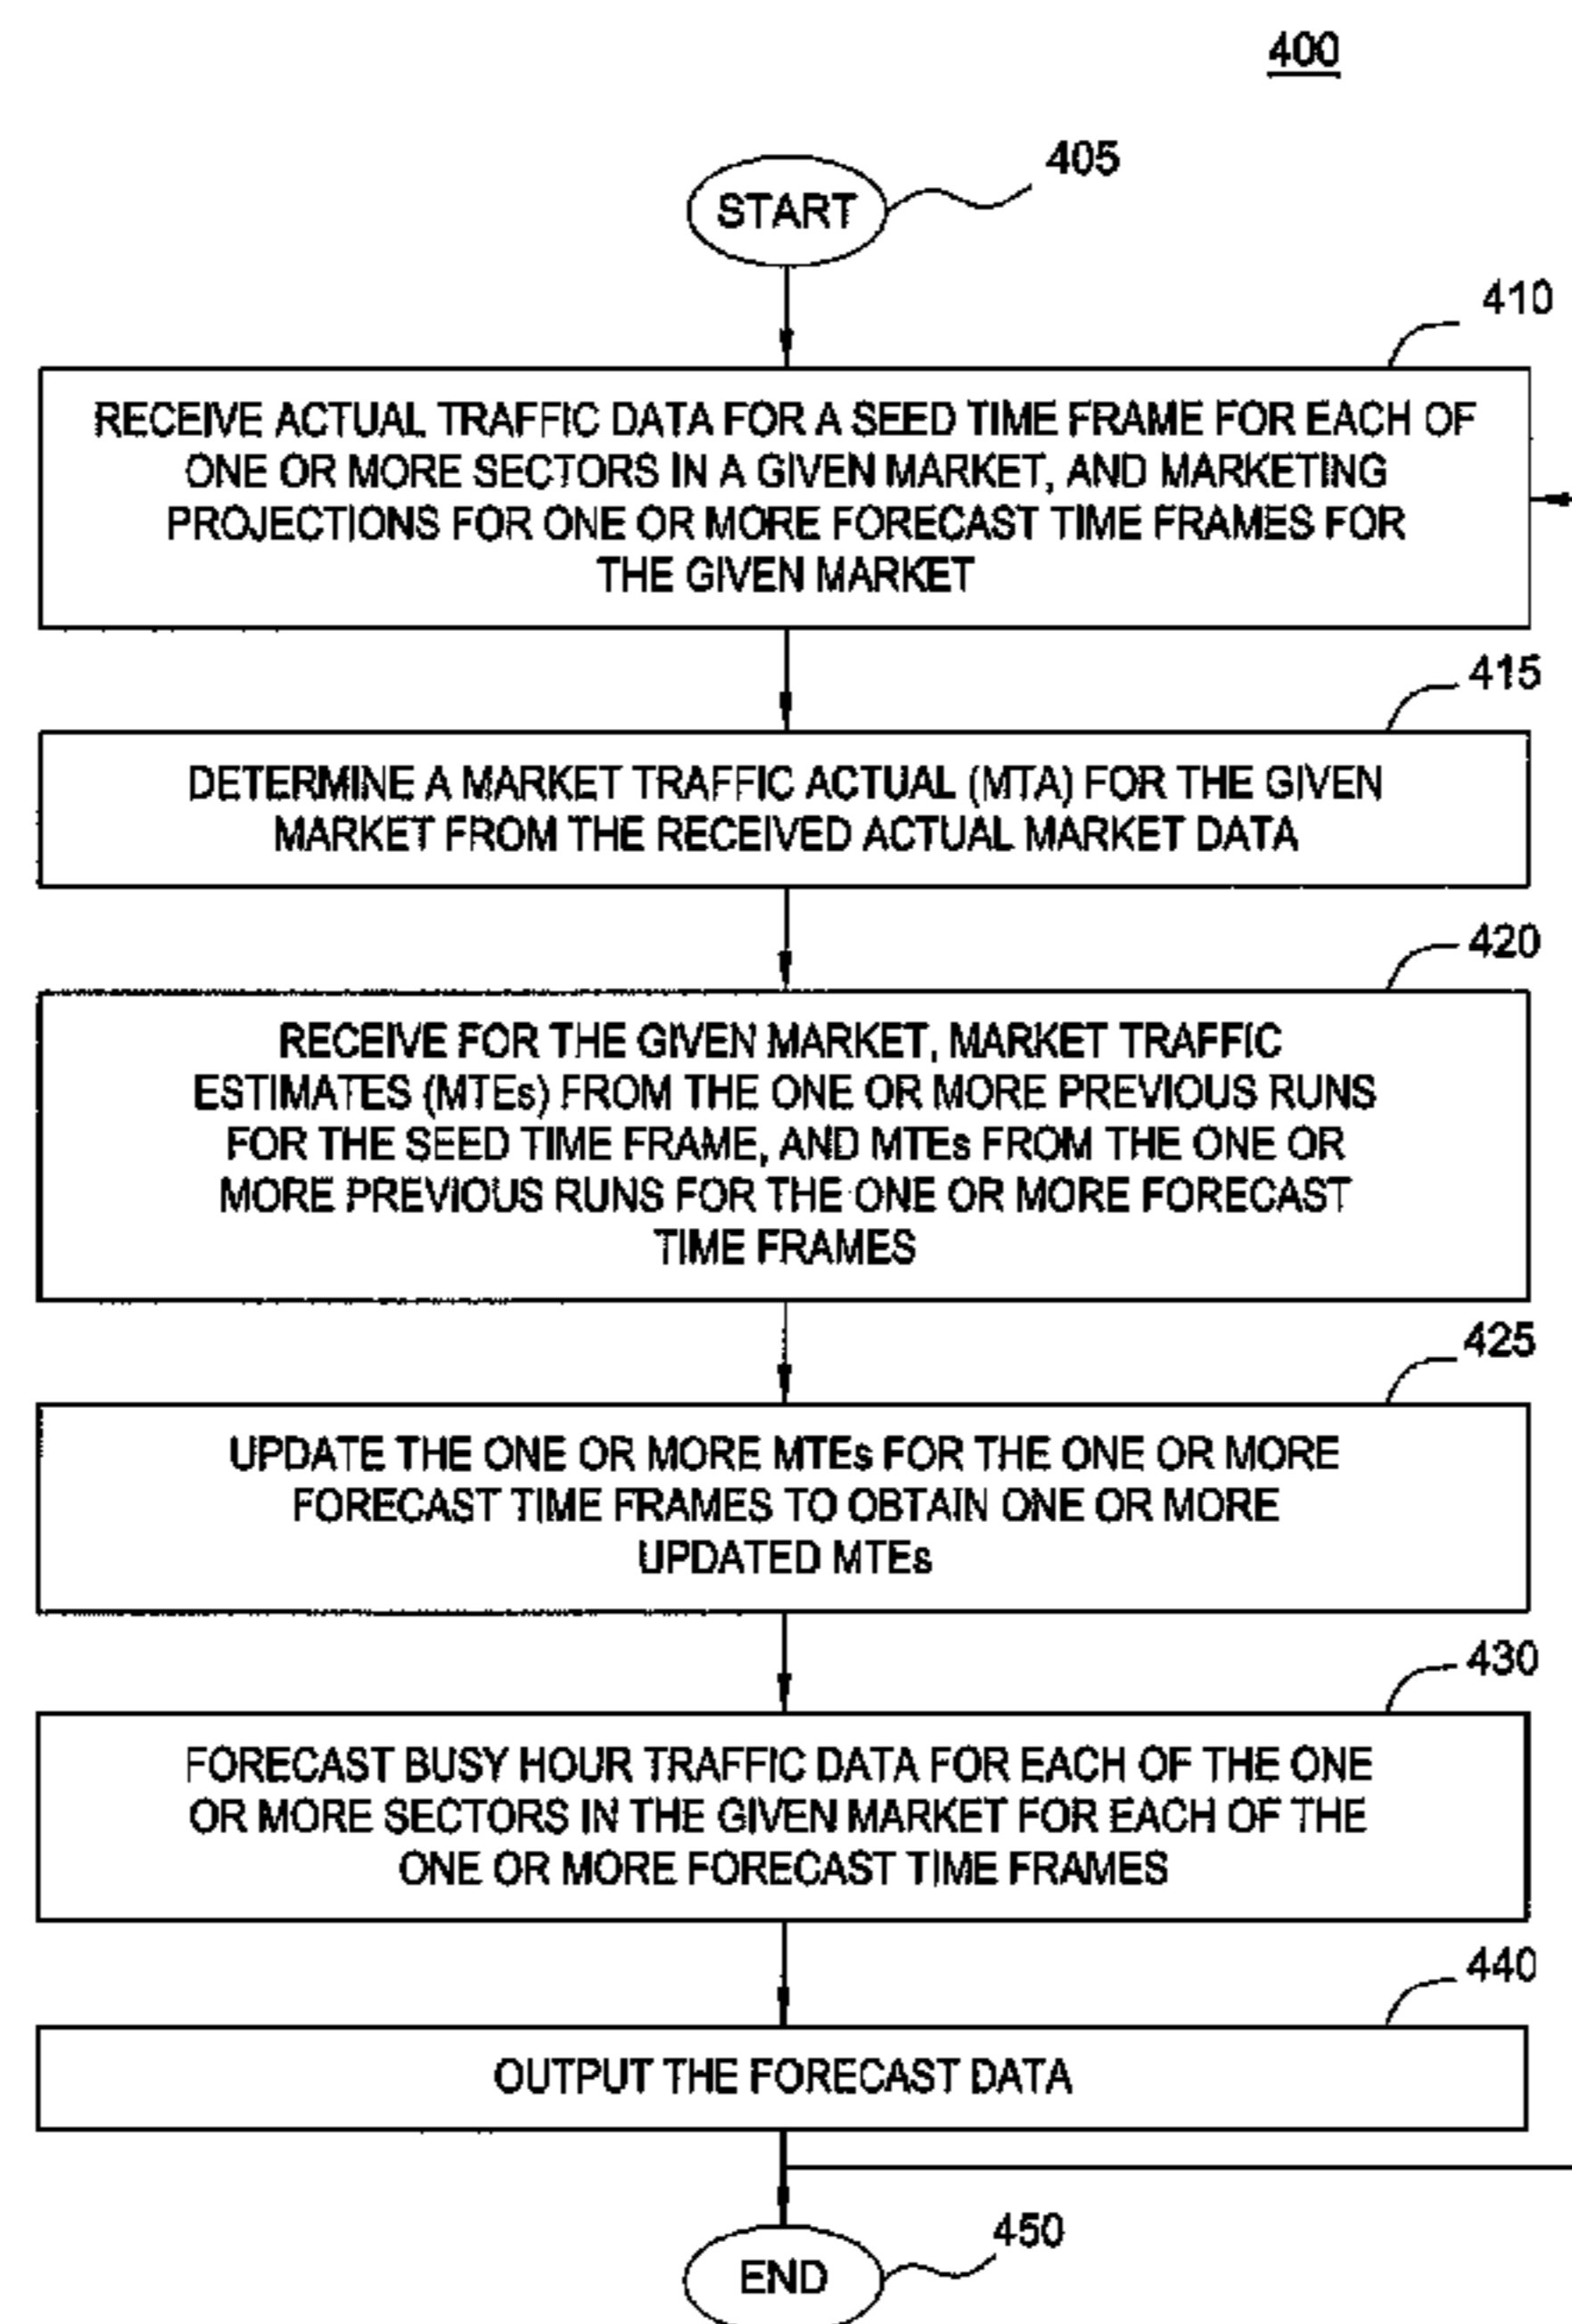 400
START
405
410
RECEIVE ACTUAL TRAFFIC DATA FOR A SEED TIME FRAME FOR EACH OF
ONE OR MORE SECTORS IN A GIVEN MARKET, AND MARKETING
PROJECTIONS FOR ONE OR MORE FORECAST TIME FRAMES FOR
THE GIVEN MARKET
415
DETERMINE A MARKET TRAFFIC ACTUAL (MTA) FOR THE GIVEN
MARKET FROM THE RECEIVED ACTUAL MARKET DATA
420
RECEIVE FOR THE GIVEN MARKET, MARKET TRAFFIC
ESTIMATES (MTEs) FROM THE ONE OR MORE PREVIOUS RUNS
FOR THE SEED TIME FRAME, AND MTEs FROM THE ONE OR
MORE PREVIOUS RUNS FOR THE ONE OR MORE FORECAST
TIME FRAMES
425
UPDATE THE ONE OR MORE MTEs FOR THE ONE OR MORE
FORECAST TIME FRAMES TO OBTAIN ONE OR MORE
UPDATED MTEs
430
FORECAST BUSY HOUR TRAFFIC DATA FOR EACH OF THE ONE
OR MORE SECTORS IN THE GIVEN MARKET FOR EACH OF THE
ONE OR MORE FORECAST TIME FRAMES
440
OUTPUT THE FORECAST DATA
450
END